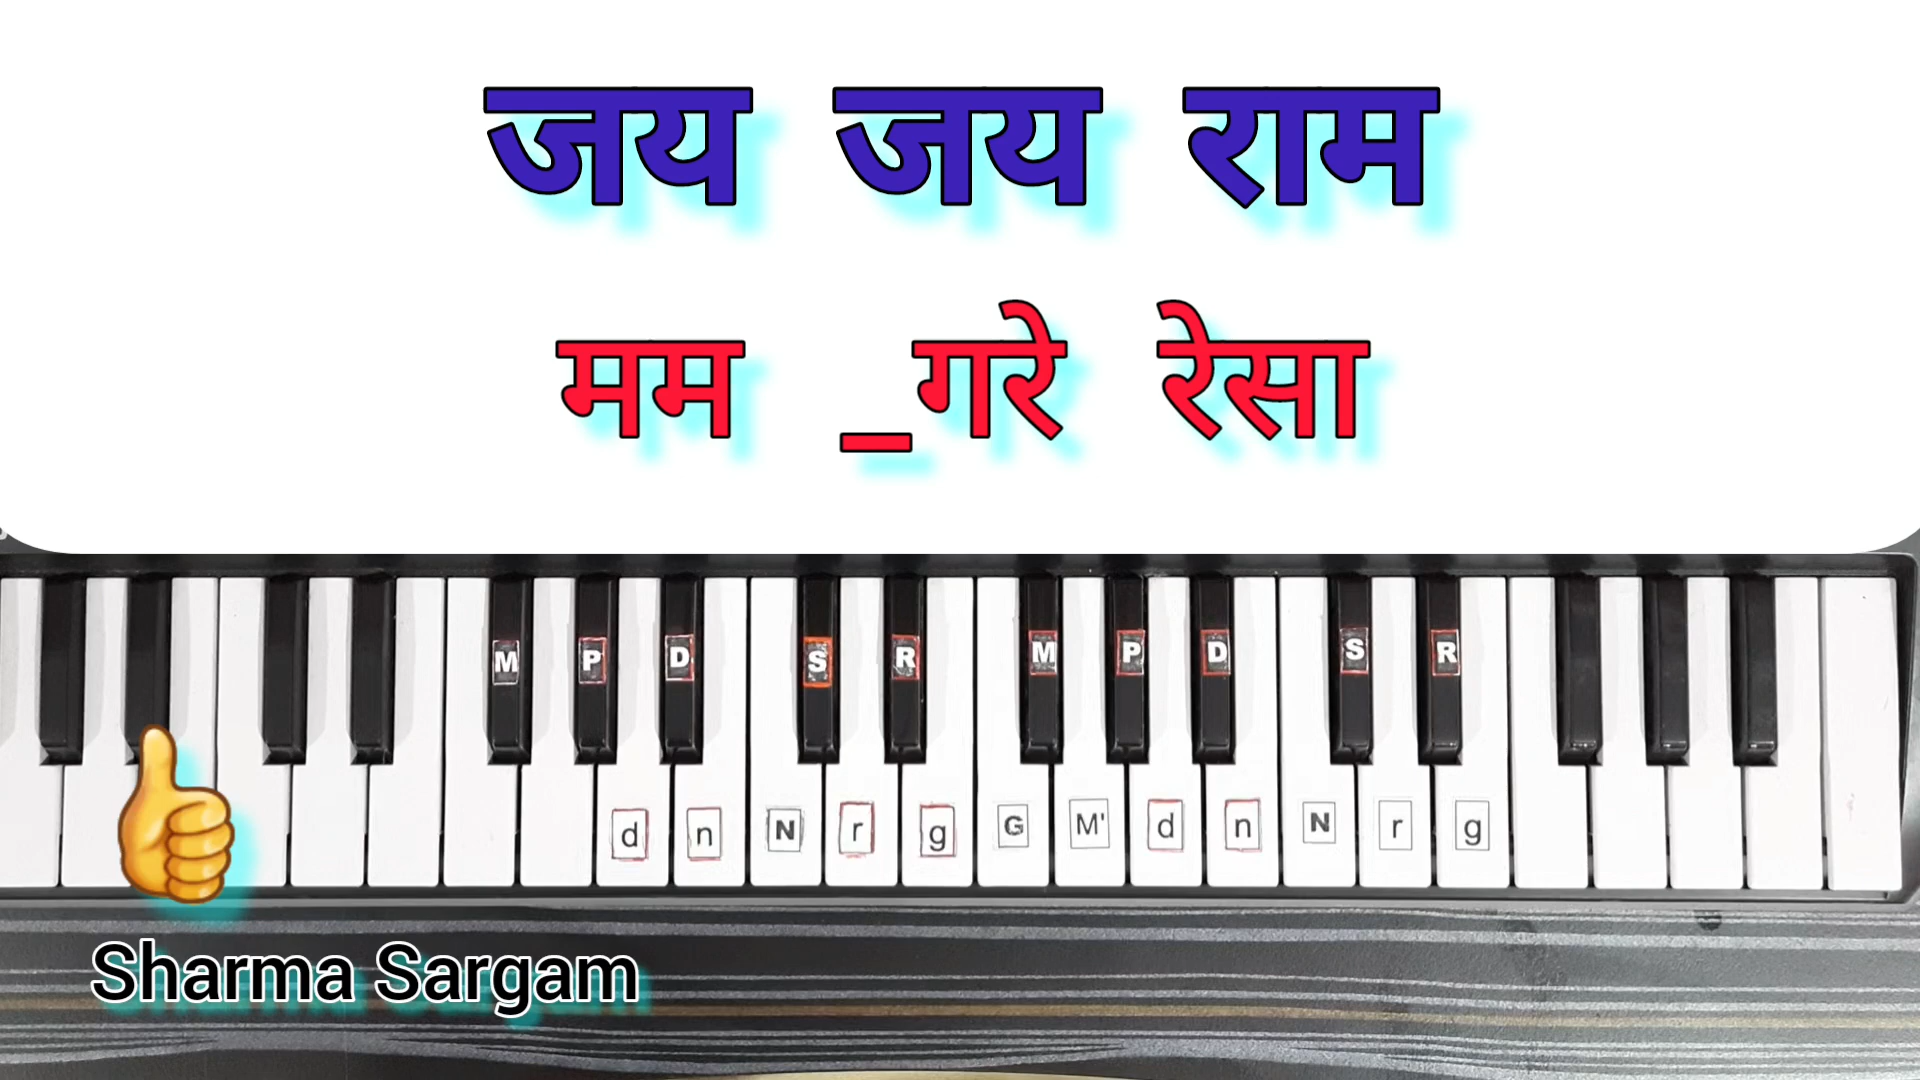 जय जय राम
मम _गरे रेसा
M P D S R M P D S R
d n N r g G M' d n N r g
Sharma Sargam